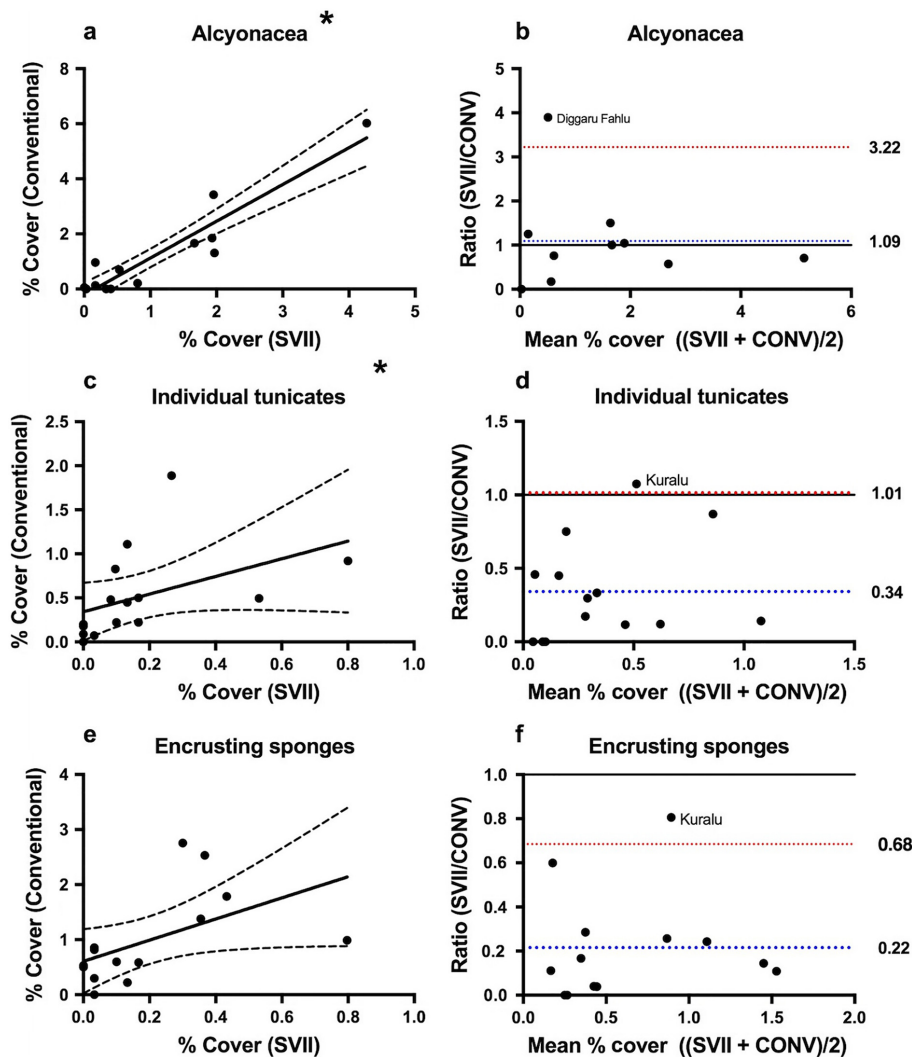 a
Alcyonacea *
% Cover (Conventional)
8
6
4
2
0
0 1 2 3 4 5
% Cover (SVII)
b
Alcyonacea
Ratio (SVII/CONV)
5
4
3
2
1
0
Diggaru Fahlu
3.22
1.09
0 2 4 6
Mean % cover ((SVII + CONV)/2)
c
Individual tunicates *
% Cover (Conventional)
2.5
2.0
1.5
1.0
0.5
0.0
0.0 0.2 0.4 0.6 0.8 1.0
% Cover (SVII)
d
Individual tunicates
Ratio (SVII/CONV)
1.5
1.0
0.5
0.0
Kuralu
1.01
0.34
0.0 0.5 1.0 1.5
Mean % cover ((SVII + CONV)/2)
e
Encrusting sponges
% Cover (Conventional)
4
3
2
1
0
0.0 0.2 0.4 0.6 0.8 1.0
% Cover (SVII)
f
Encrusting sponges
Ratio (SVII/CONV)
1.0
0.8
0.6
0.4
0.2
0.0
Kuralu
0.68
0.22
0.0 0.5 1.0 1.5 2.0
Mean % cover ((SVII + CONV)/2)